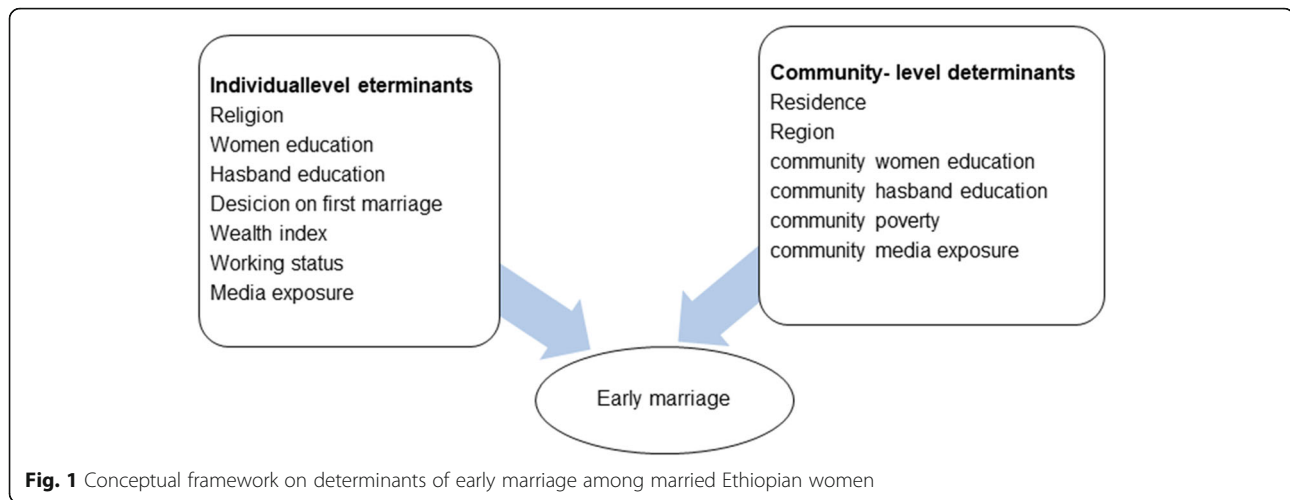 Individuallevel eterminants
Religion
Women education
Hasband education
Desicion on first marriage
Wealth index
Working status
Media exposure
Community- level determinants
Residence
Region
community women education
community hasband education
community poverty
community media exposure
Early marriage
Fig. 1 Conceptual framework on determinants of early marriage among married Ethiopian women